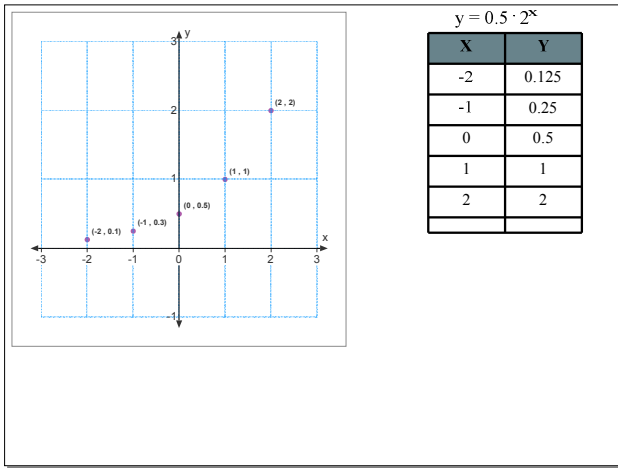 y = 0.5 · 2^x
X Y
-2 0.125
-1 0.25
0 0.5
1 1
2 2
y
3
2
(2 , 2)
1
(1 , 1)
(0 , 0.5)
(-1 , 0.3)
(-2 , 0.1)
x
-3 -2 -1 0 1 2 3
-1